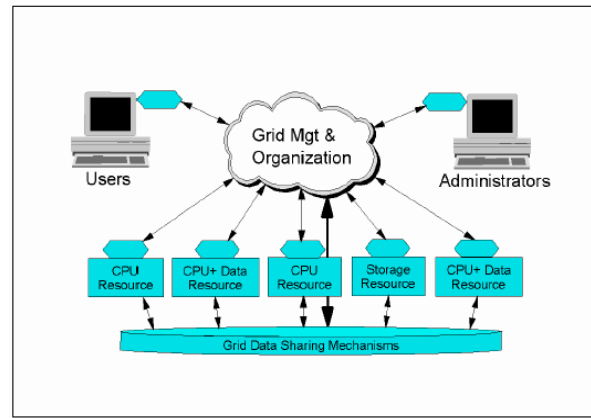 Grid Mgt &
Organization
Users
Administrators
CPU
Resource
CPU+ Data
Resource
CPU
Resource
Storage
Resource
CPU+ Data
Resource
Grid Data Sharing Mechanisms